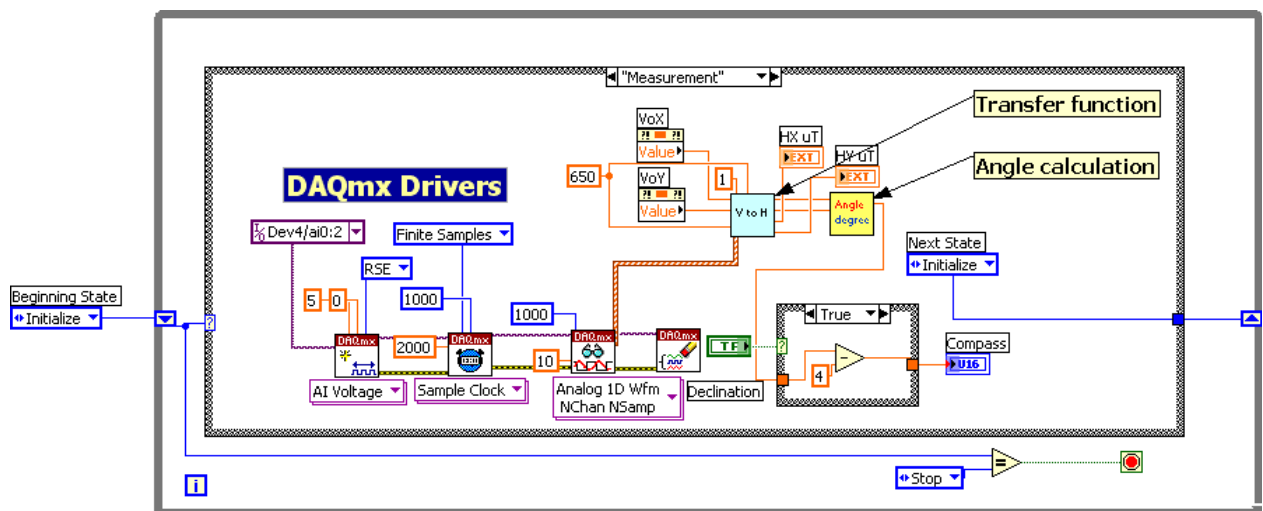 "Measurement"
Transfer function
VoX
HX uT
Value
EXT
HY uT
EXT
Angle calculation
650
1
VoY
Value
V to H
Angle
degree
DAQmx Drivers
Dev4/ai0:2
Finite Samples
Next State
Initialize
RSE
Beginning State
Initialize
5
0
1000
1000
?
True
DAQmx
DAQmx
DAQmx
DAQmx
2000
10
TF
?
Compass
U16
4
AI Voltage
Sample Clock
Analog 1D Wfm
NChan NSamp
Declination
=
Stop
i